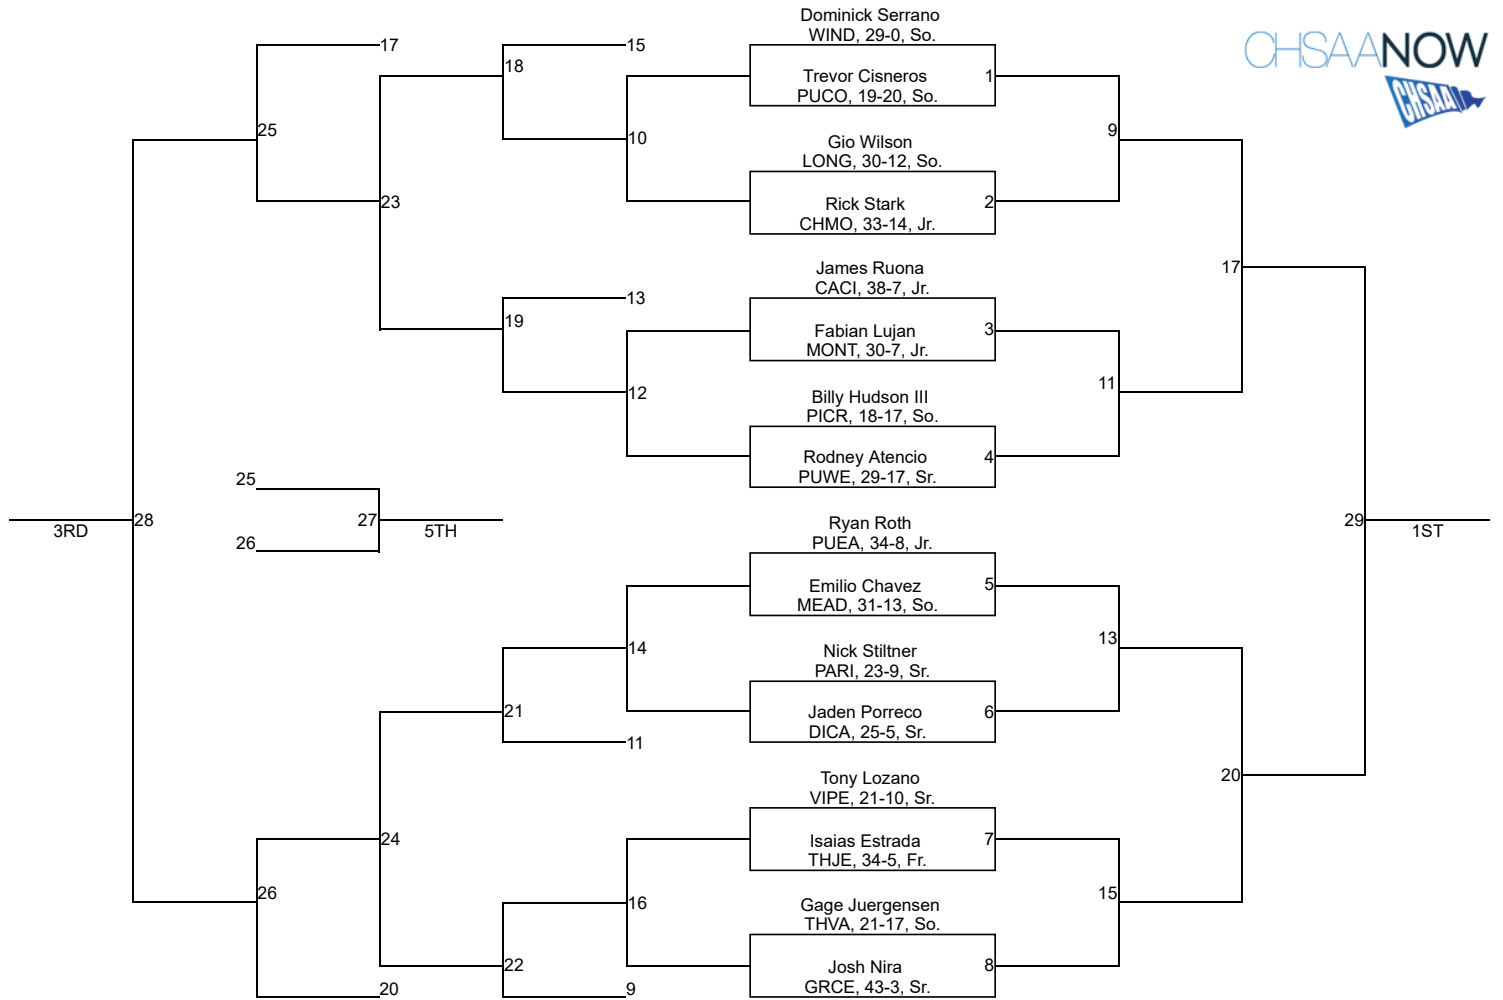 Dominick Serrano
WIND, 29-0, So.
CHSAANOW
CHSAA
17
15
18
Trevor Cisneros
1
PUCO, 19-20, So.
25
10
9
Gio Wilson
LONG, 30-12, So.
23
Rick Stark
2
CHMO, 33-14, Jr.
James Ruona
17
CACI, 38-7, Jr.
13
19
Fabian Lujan
3
MONT, 30-7, Jr.
12
11
Billy Hudson III
PICR, 18-17, So.
Rodney Atencio
4
PUWE, 29-17, Sr.
25
28
3RD
27
5TH
26
Ryan Roth
PUEA, 34-8, Jr.
29
1ST
Emilio Chavez
5
MEAD, 31-13, So.
14
13
Nick Stiltner
PARI, 23-9, Sr.
21
Jaden Porreco
6
DICA, 25-5, Sr.
11
Tony Lozano
20
VIPE, 21-10, Sr.
24
Isaias Estrada
7
THJE, 34-5, Fr.
26
16
15
Gage Juergensen
THVA, 21-17, So.
22
Josh Nira
8
GRCE, 43-3, Sr.
20
9